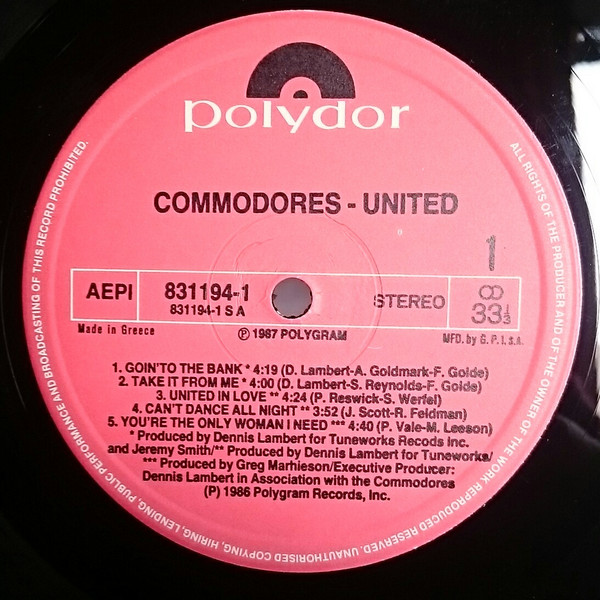 polydor
COMMODORES - UNITED
1
AEPI
831194-1
831194-1 S A
STEREO
33⅓
Made in Greece
℗ 1987 POLYGRAM
MFD. by G. P. I. S.A.
1. GOIN'TO THE BANK * 4:19 (D. Lambert-A. Goldmark-F. Golde)
2. TAKE IT FROM ME * 4:00 (D. Lambert-S. Reynolds-F. Golde)
3. UNITED IN LOVE ** 4:24 (P. Reswick-S. Werfel)
4. CAN'T DANCE ALL NIGHT ** 3:52 (J. Scott-R. Feldman)
5. YOU'RE THE ONLY WOMAN I NEED *** 4:40 (P. Vale-M. Leeson)
* Produced by Dennis Lambert for Tuneworks Recods Inc.
and Jeremy Smith/** Produced by Dennis Lambert for Tuneworks/
*** Produced by Greg Marhieson/Executive Producer:
Dennis Lambert in Association with the Commodores
(P) 1986 Polygram Records, Inc.
ALL RIGHTS OF THE PRODUCER AND OF THE OWNER OF THE WORK REPRODUCED RESERVED. UNAUTHORISED COPYING, HIRING, LENDING, PUBLIC PERFORMANCE AND BROADCASTING OF THIS RECORD PROHIBITED.